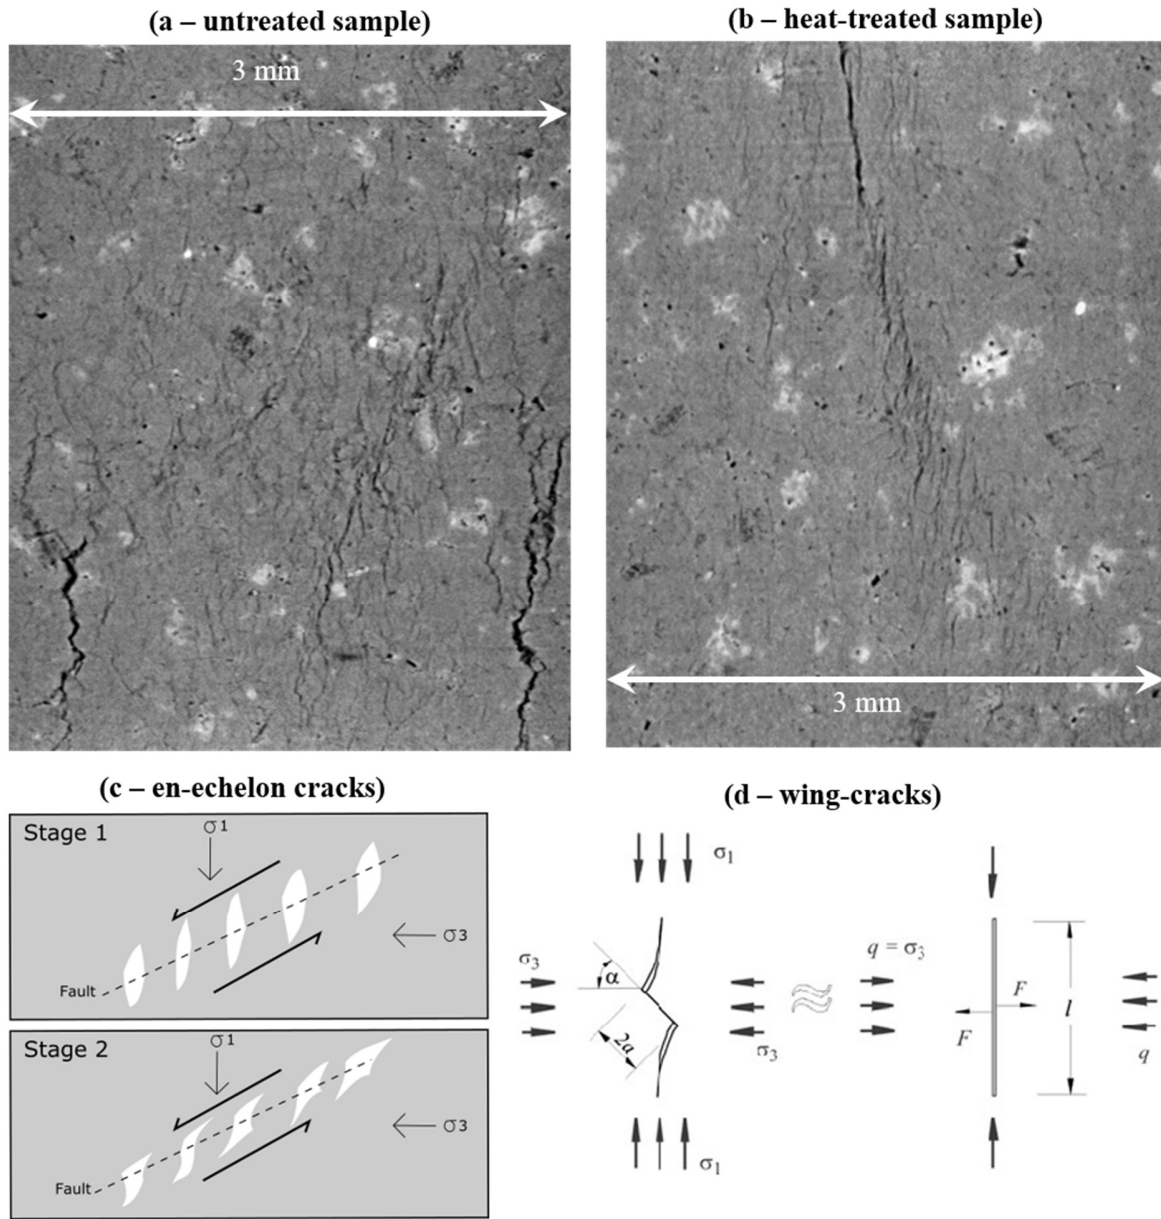 (a – untreated sample)
(b – heat-treated sample)
3 mm
3 mm
(c – en-echelon cracks)
(d – wing-cracks)
Stage 1
σ1
σ3
Fault
Stage 2
σ1
σ3
Fault
σ1
σ3
α
2a
σ3
σ1
q = σ3
F
F
l
q